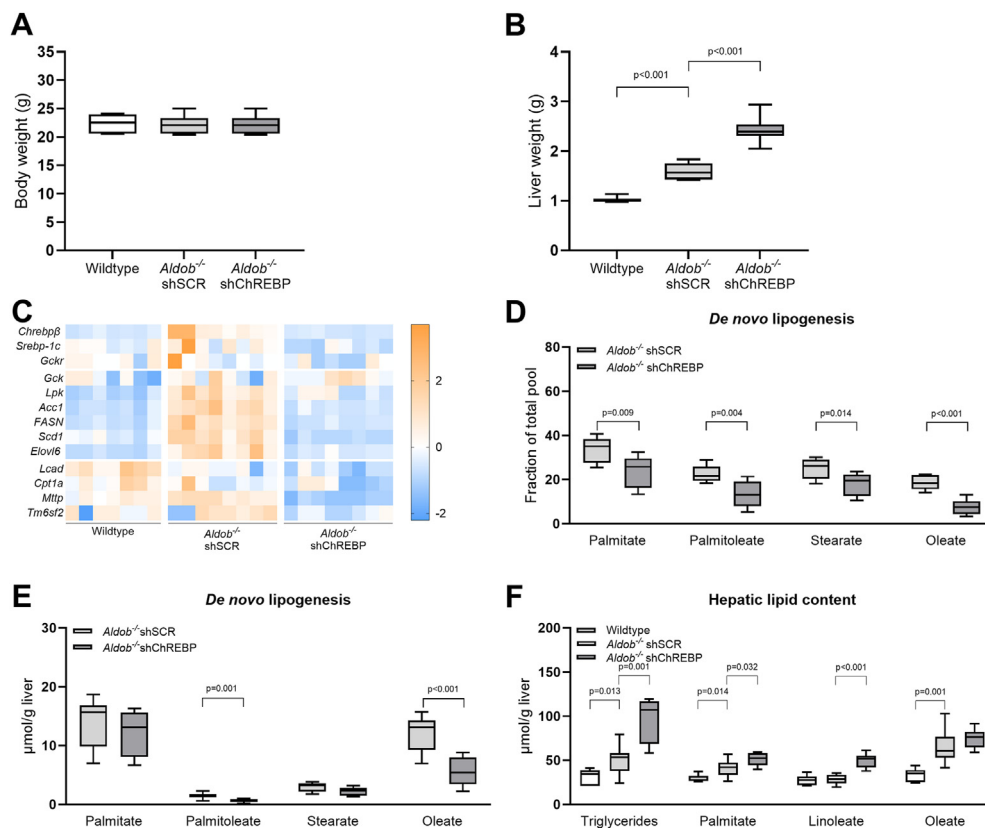 A
Body weight (g)
35
30
25
20
15
10
5
0
Wildtype
Aldob-/-
shSCR
Aldob-/-
shChREBP
B
Liver weight (g)
4
3
2
1
0
p<0.001
p<0.001
Wildtype
Aldob-/-
shSCR
Aldob-/-
shChREBP
C
Chrebpβ
Srebp-1c
Gckr
Gck
Lpk
Acc1
FASN
Scd1
Elovl6
Lcad
Cpt1a
Mttp
Tm6sf2
Wildtype
Aldob-/-
shSCR
Aldob-/-
shChREBP
2
0
-2
D
De novo lipogenesis
Aldob-/- shSCR
Aldob-/- shChREBP
Fraction of total pool
80
60
40
20
0
p=0.009
p=0.004
p=0.014
p<0.001
Palmitate
Palmitoleate
Stearate
Oleate
E
De novo lipogenesis
Aldob-/-shSCR
Aldob-/-shChREBP
µmol/g liver
30
20
10
0
p=0.001
p<0.001
Palmitate
Palmitoleate
Stearate
Oleate
F
Hepatic lipid content
Wildtype
Aldob-/- shSCR
Aldob-/- shChREBP
µmol/g liver
200
150
100
50
0
p=0.013
p=0.001
p=0.014
p=0.032
p<0.001
p=0.001
Triglycerides
Palmitate
Linoleate
Oleate